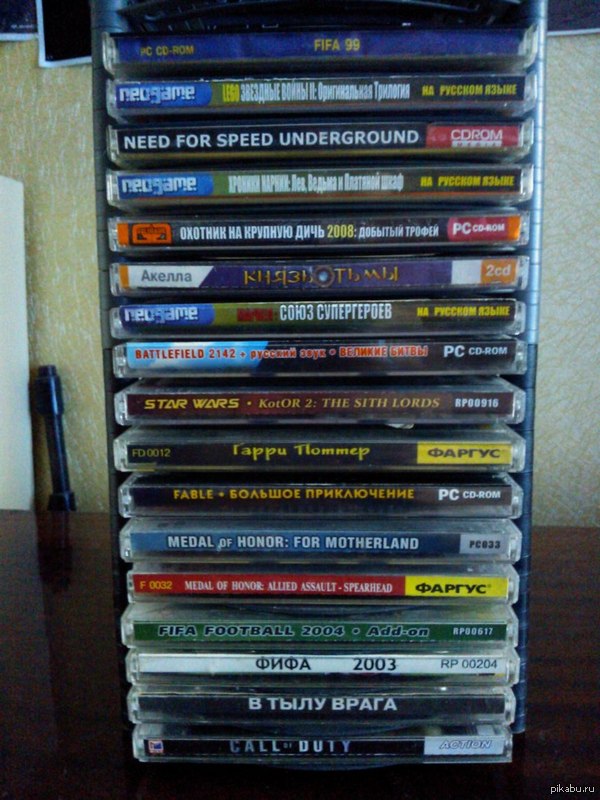 PC CD-ROM FIFA 99
neogame LEGO ЗВЕЗДНЫЕ ВОЙНЫ II: Оригинальная Трилогия НА РУССКОМ ЯЗЫКЕ
NEED FOR SPEED UNDERGROUND CDROM MEDIA
neogame ХРОНИКИ НАРНИИ: Лев, Ведьма и Платяной шкаф НА РУССКОМ ЯЗЫКЕ
ОХОТНИК НА КРУПНУЮ ДИЧЬ 2008: ДОБЫТЫЙ ТРОФЕЙ PC CD-ROM
Акелла КНЯЗЬ ТЬМЫ 2cd
neogame СОЮЗ СУПЕРГЕРОЕВ НА РУССКОМ ЯЗЫКЕ
BATTLEFIELD 2142 + русский звук • ВЕЛИКИЕ БИТВЫ PC CD-ROM
STAR WARS • KotOR 2: THE SITH LORDS RP00916
FD 0012 Гарри Поттер ФАРГУС
FABLE • БОЛЬШОЕ ПРИКЛЮЧЕНИЕ PC CD-ROM
MEDAL OF HONOR: FOR MOTHERLAND PC033
F 0032 MEDAL OF HONOR: ALLIED ASSAULT - SPEARHEAD ФАРГУС®
FIFA FOOTBALL 2004 • Add-on RP00617
ФИФА 2003 RP 00204
В ТЫЛУ ВРАГА
CALL OF DUTY ACTION
pikabu.ru